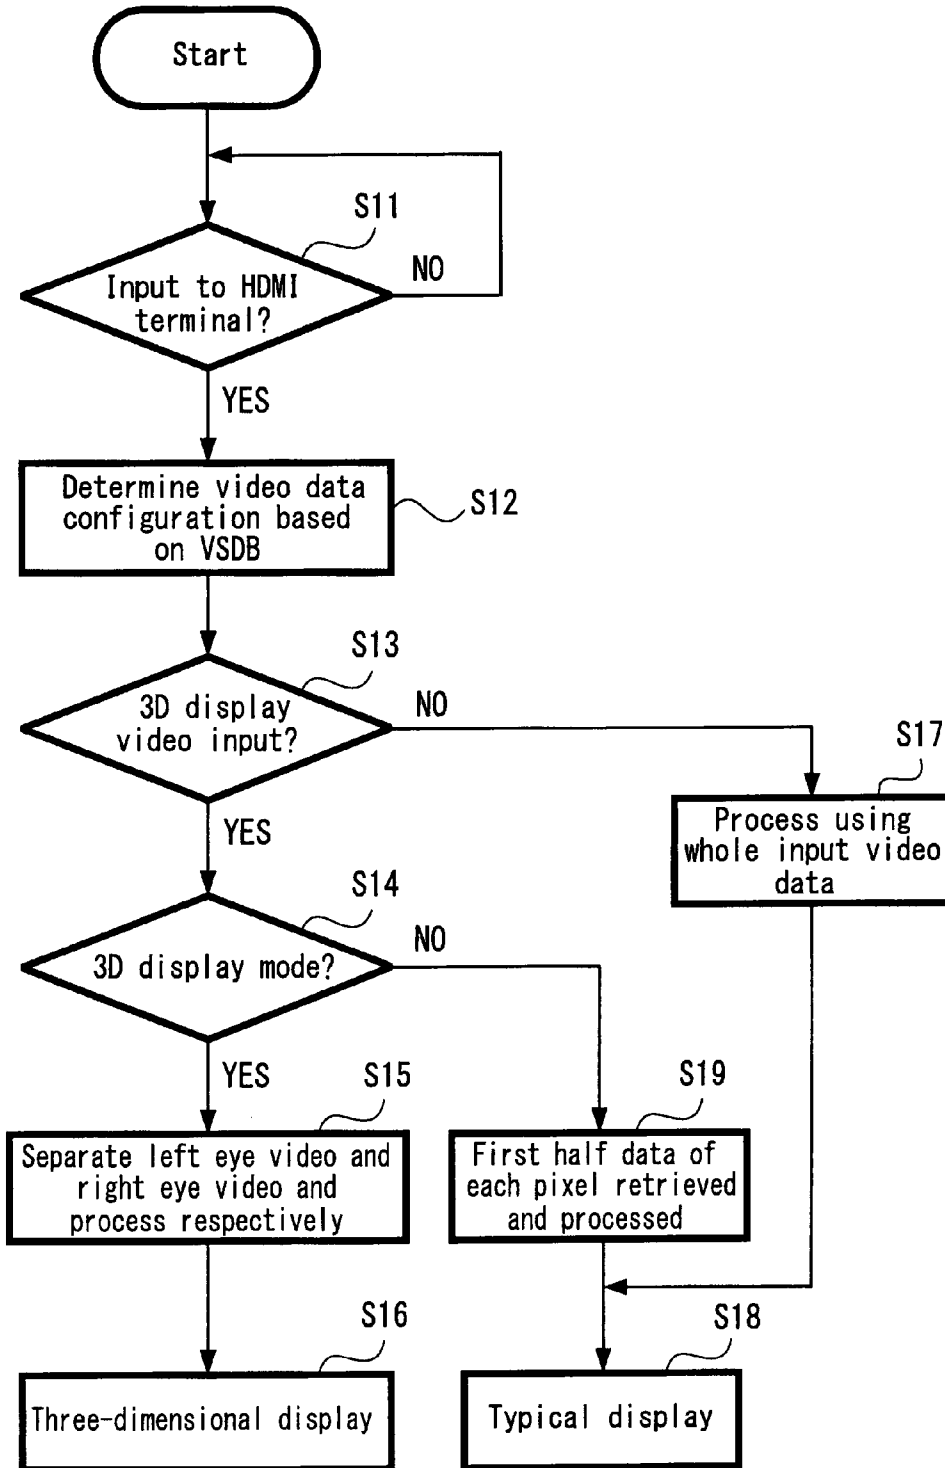 Start
S11
Input to HDMI
terminal?
NO
YES
Determine video data
configuration based
on VSDB
S12
S13
3D display
video input?
NO
YES
S17
Process using
whole input video
data
S14
3D display mode?
NO
YES
S15
Separate left eye video and
right eye video and
process respectively
S19
First half data of
each pixel retrieved
and processed
S16
Three-dimensional display
S18
Typical display